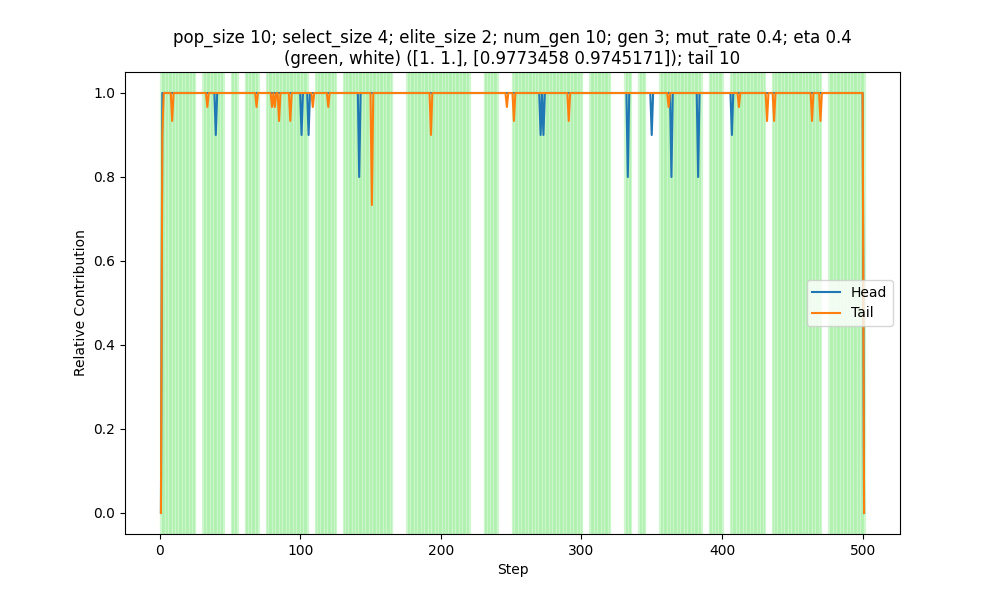 pop_size 10; select_size 4; elite_size 2; num_gen 10; gen 3; mut_rate 0.4; eta 0.4
(green, white) ([1. 1.], [0.9773458 0.9745171]); tail 10
1.0
0.8
0.6
0.4
0.2
0.0
Relative Contribution
Head
Tail
0
100
200
300
400
500
Step